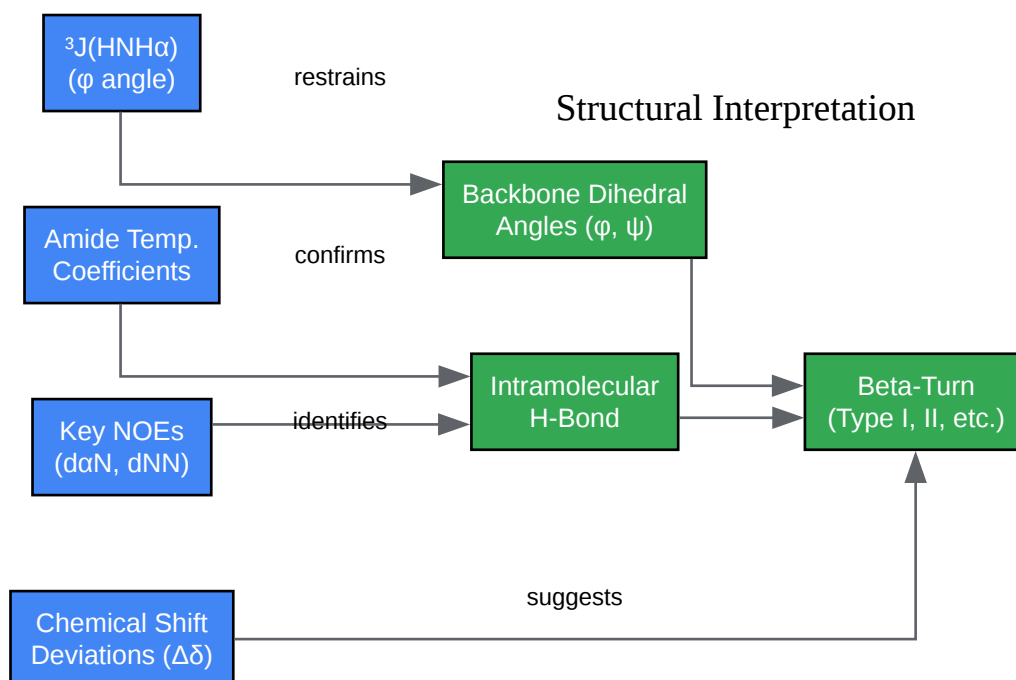 ³J(HNHα)
(φ angle)
restrains
Structural Interpretation
Backbone Dihedral
Angles (φ, ψ)
Amide Temp.
Coefficients
confirms
Intramolecular
H-Bond
Beta-Turn
(Type I, II, etc.)
Key NOEs
(dαN, dNN)
identifies
suggests
Chemical Shift
Deviations (Δδ)